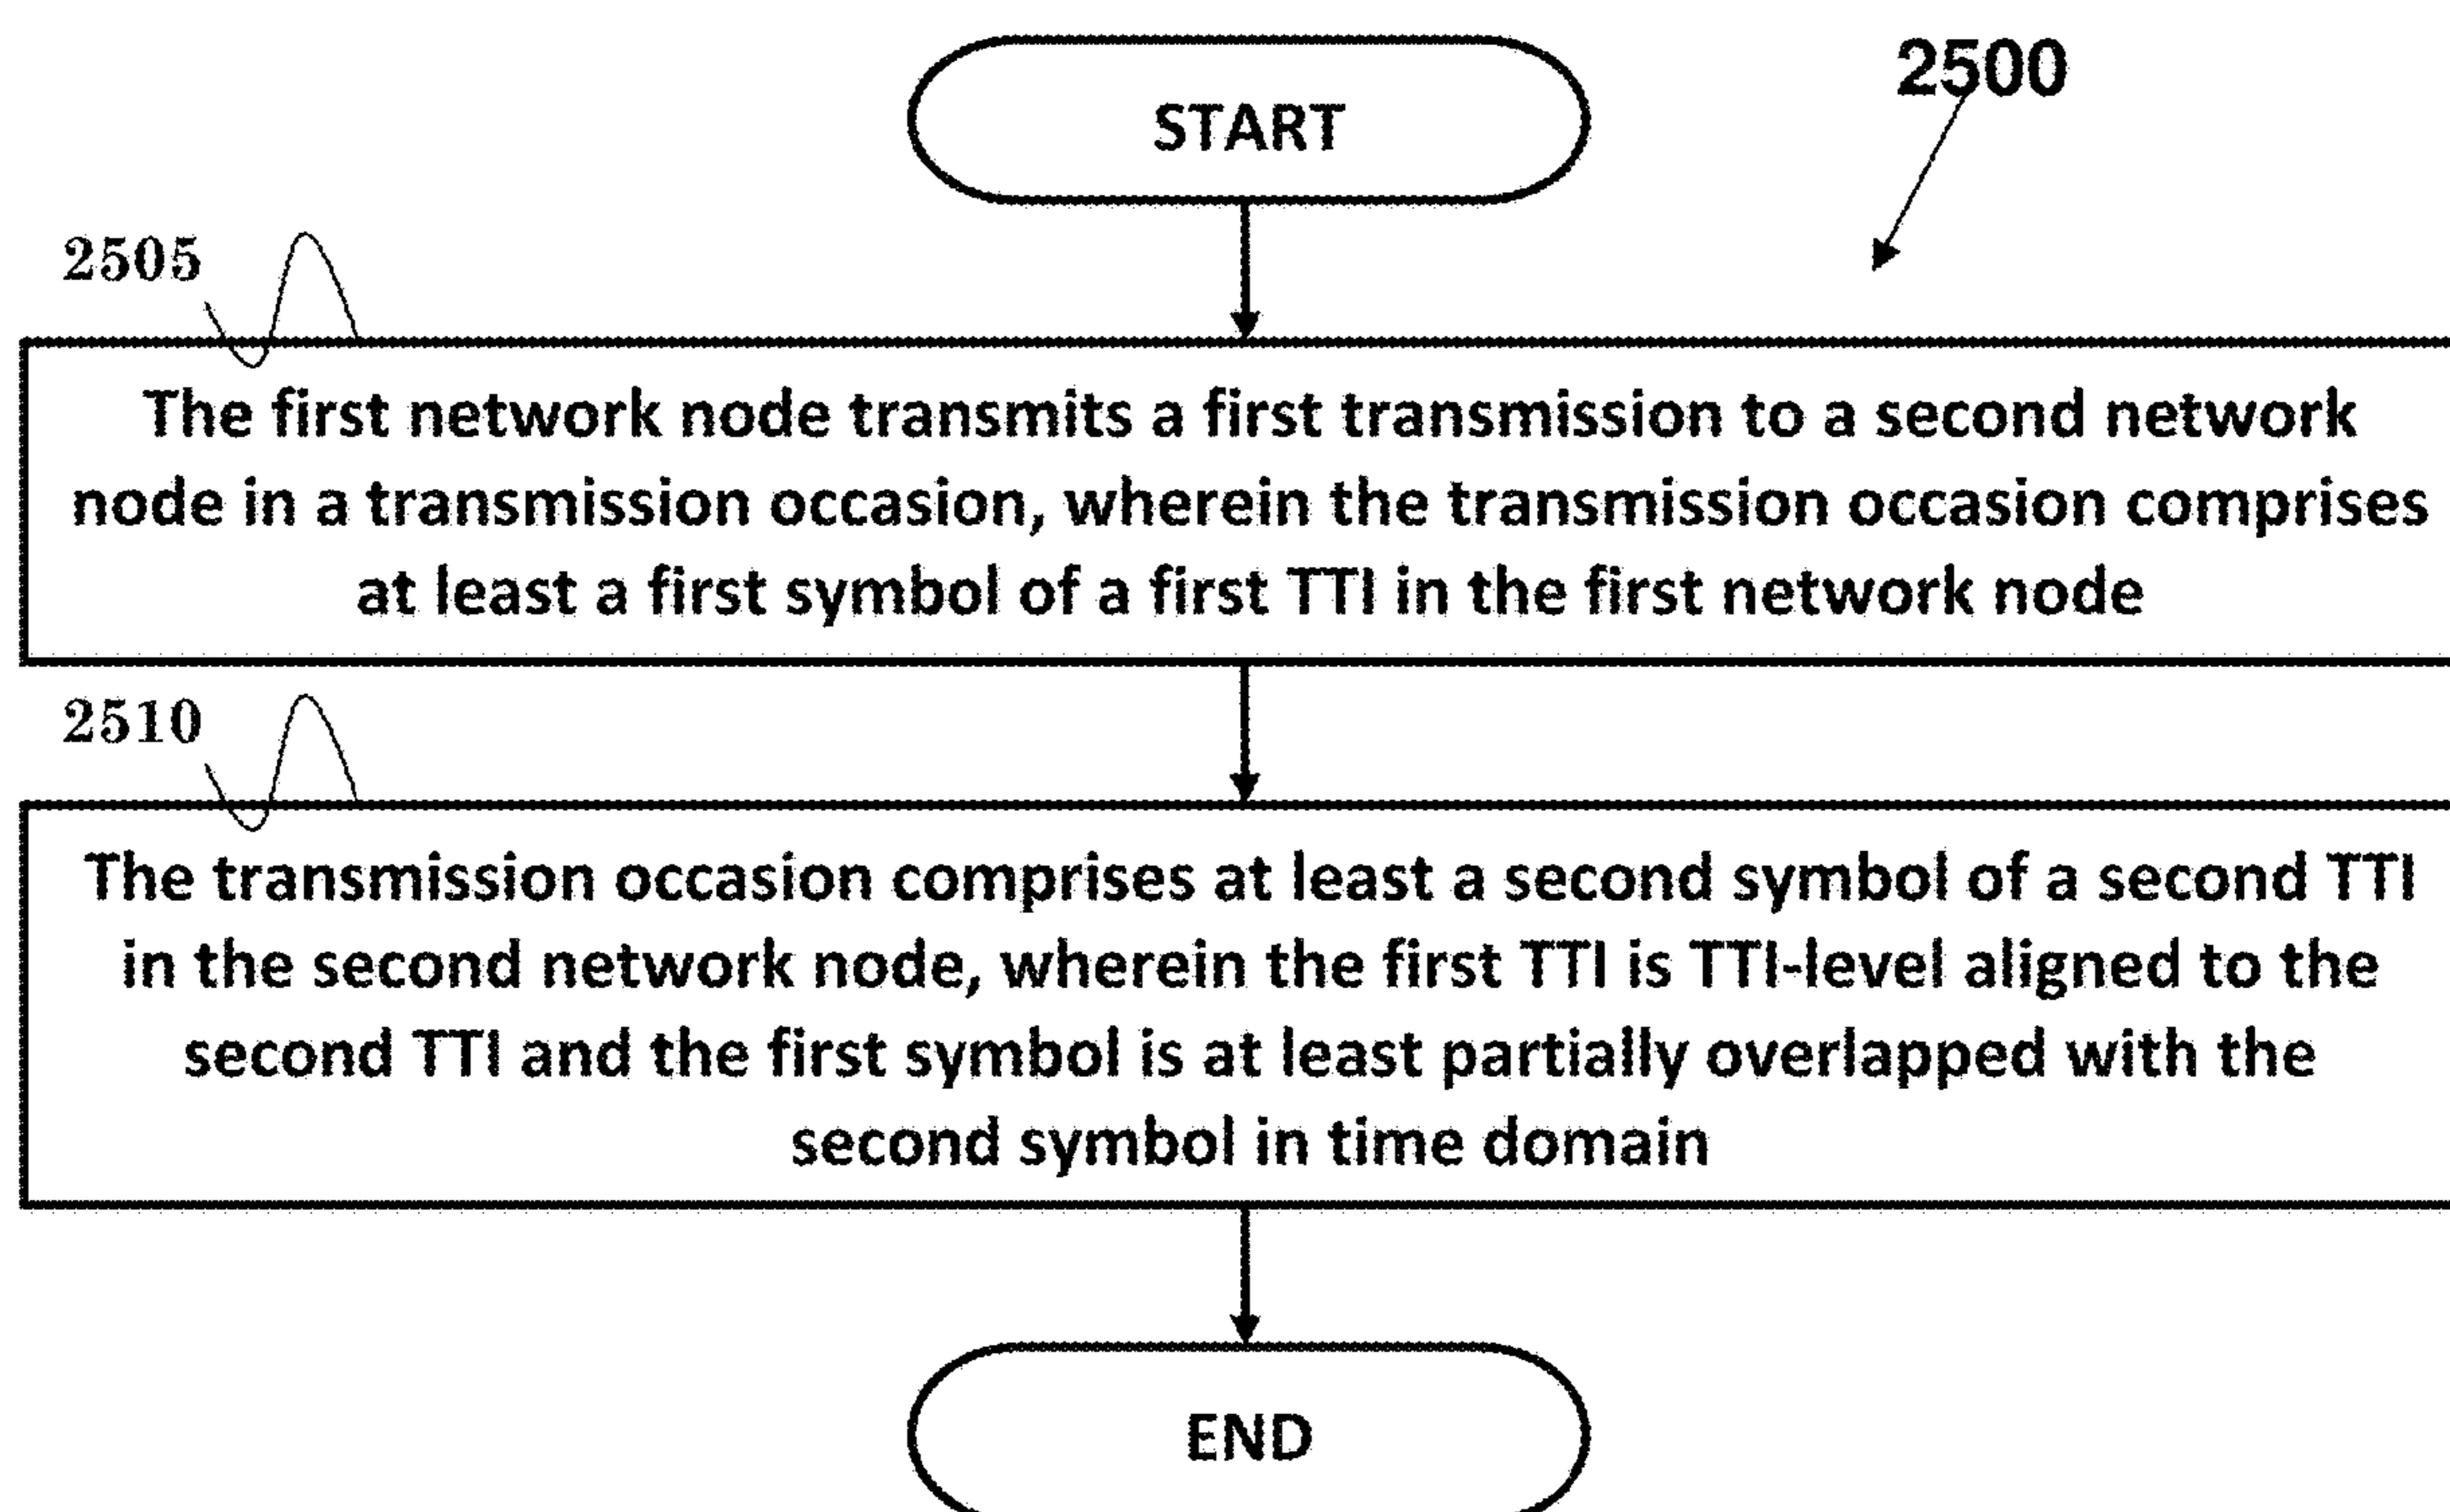 START
2500
2505
The first network node transmits a first transmission to a second network
node in a transmission occasion, wherein the transmission occasion comprises
at least a first symbol of a first TTI in the first network node
2510
The transmission occasion comprises at least a second symbol of a second TTI
in the second network node, wherein the first TTI is TTI-level aligned to the
second TTI and the first symbol is at least partially overlapped with the
second symbol in time domain
END